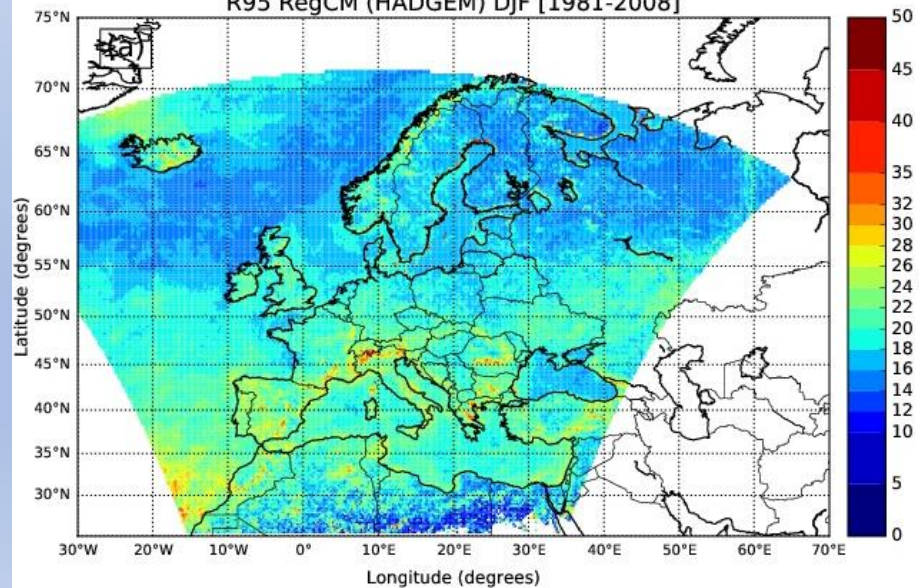 R95 RegCM (HADGEM) DJF [1981-2008]
a
75°N
70°N
65°N
60°N
55°N
50°N
45°N
40°N
35°N
30°N
30°W 20°W 10°W 0° 10°E 20°E 30°E 40°E 50°E 60°E 70°E
Latitude (degrees)
Longitude (degrees)
50
45
40
35
32
30
28
26
24
22
20
18
16
14
12
10
5
0